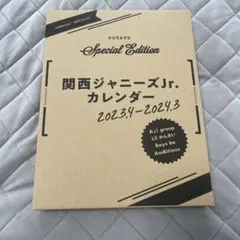 POTATO
Special Edition
関西ジャニーズJr.
カレンダー
2023.4-2024.3
Aぇ! group
Lil かんさい
Boys be
AmBitious